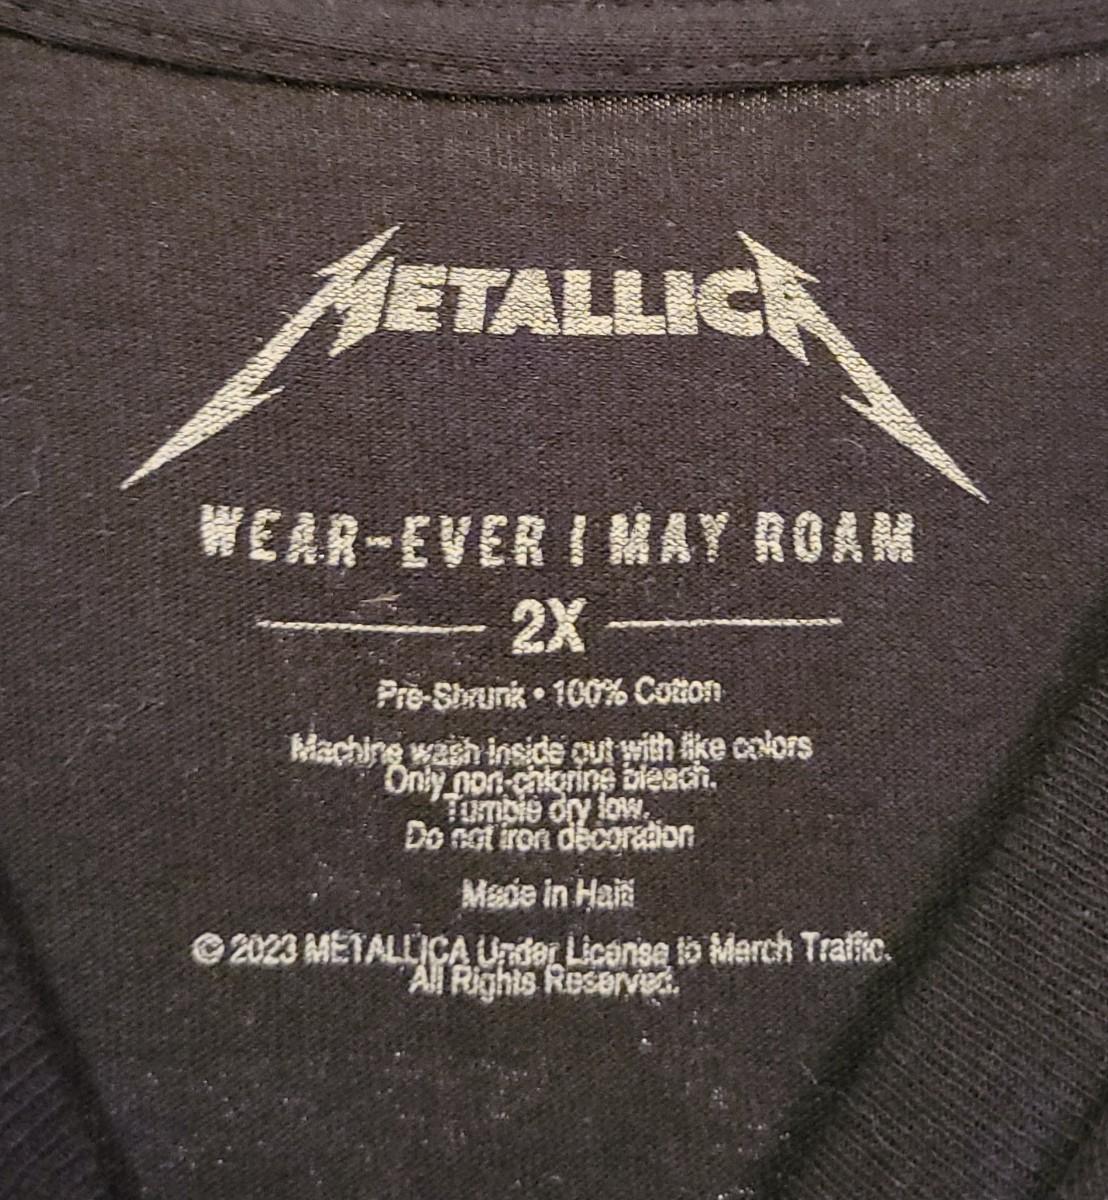 METALLICA
WEAR-EVER I MAY ROAM
2X
Pre-Shrunk • 100% Cotton
Machine wash inside out with like colors
Only non-chlorine bleach.
Tumble dry low.
Do not iron decoration
Made in Haiti
© 2023 METALLICA Under License to Merch Traffic.
All Rights Reserved.